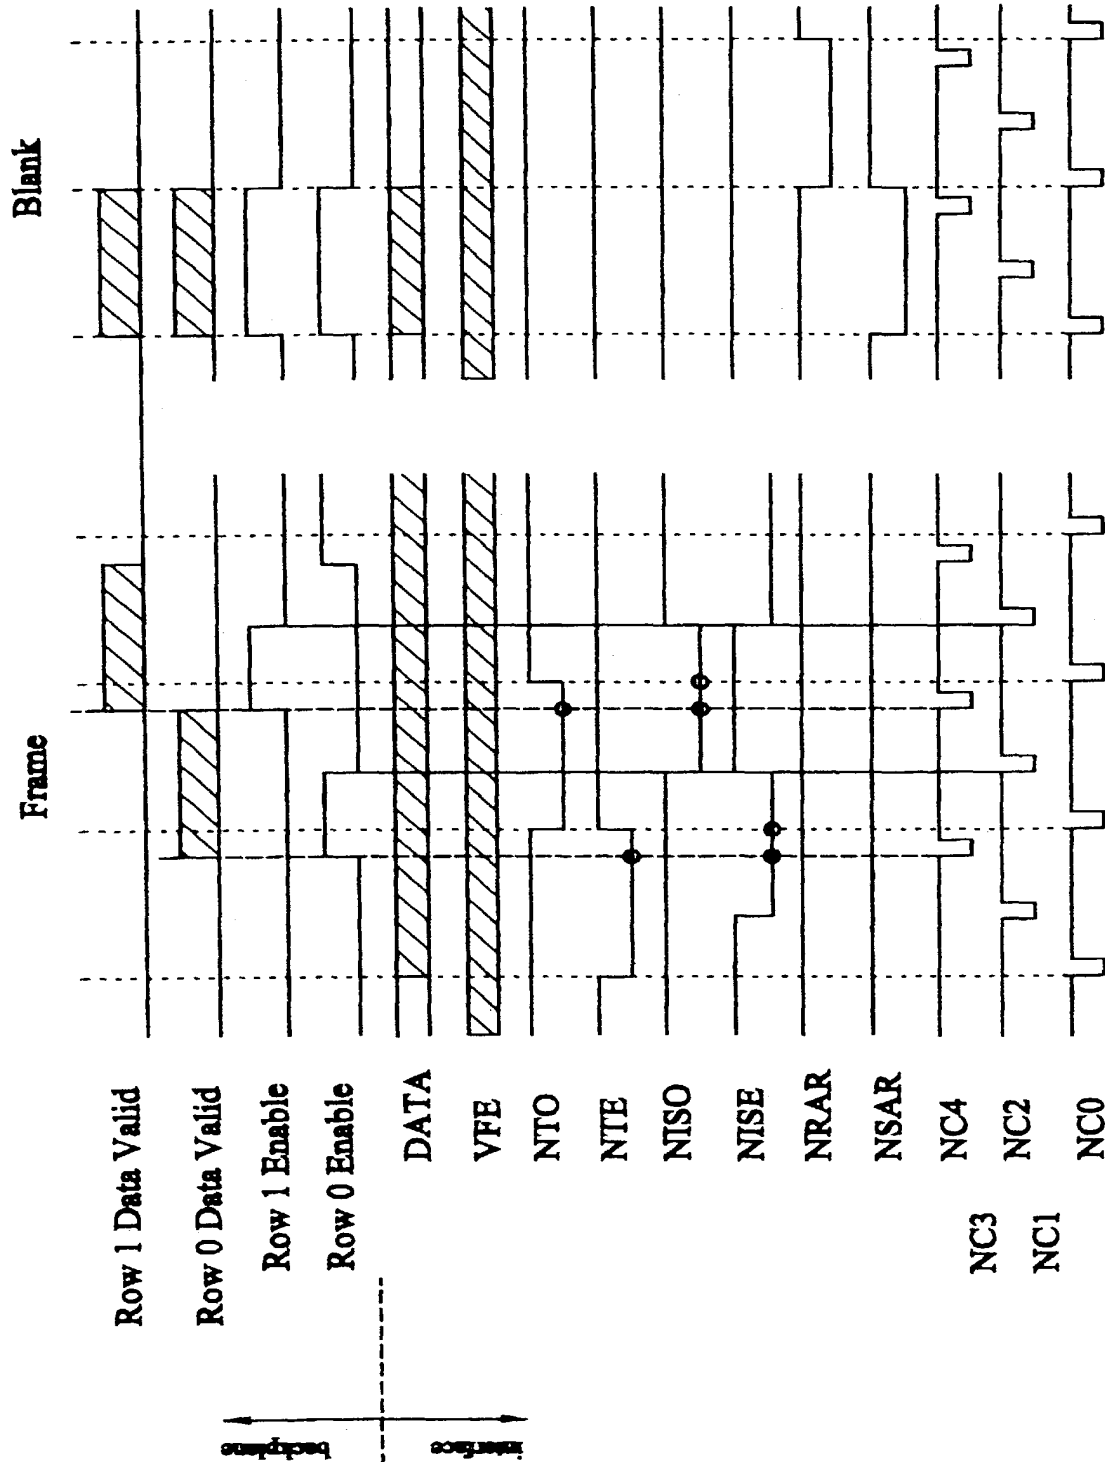 Frame
Blank
Row 1 Data Valid
Row 0 Data Valid
Row 1 Enable
Row 0 Enable
DATA
VFE
NTO
NTE
NISO
NISE
NRAR
NSAR
NC4
NC3
NC2
NC1
NC0
backplane
interface